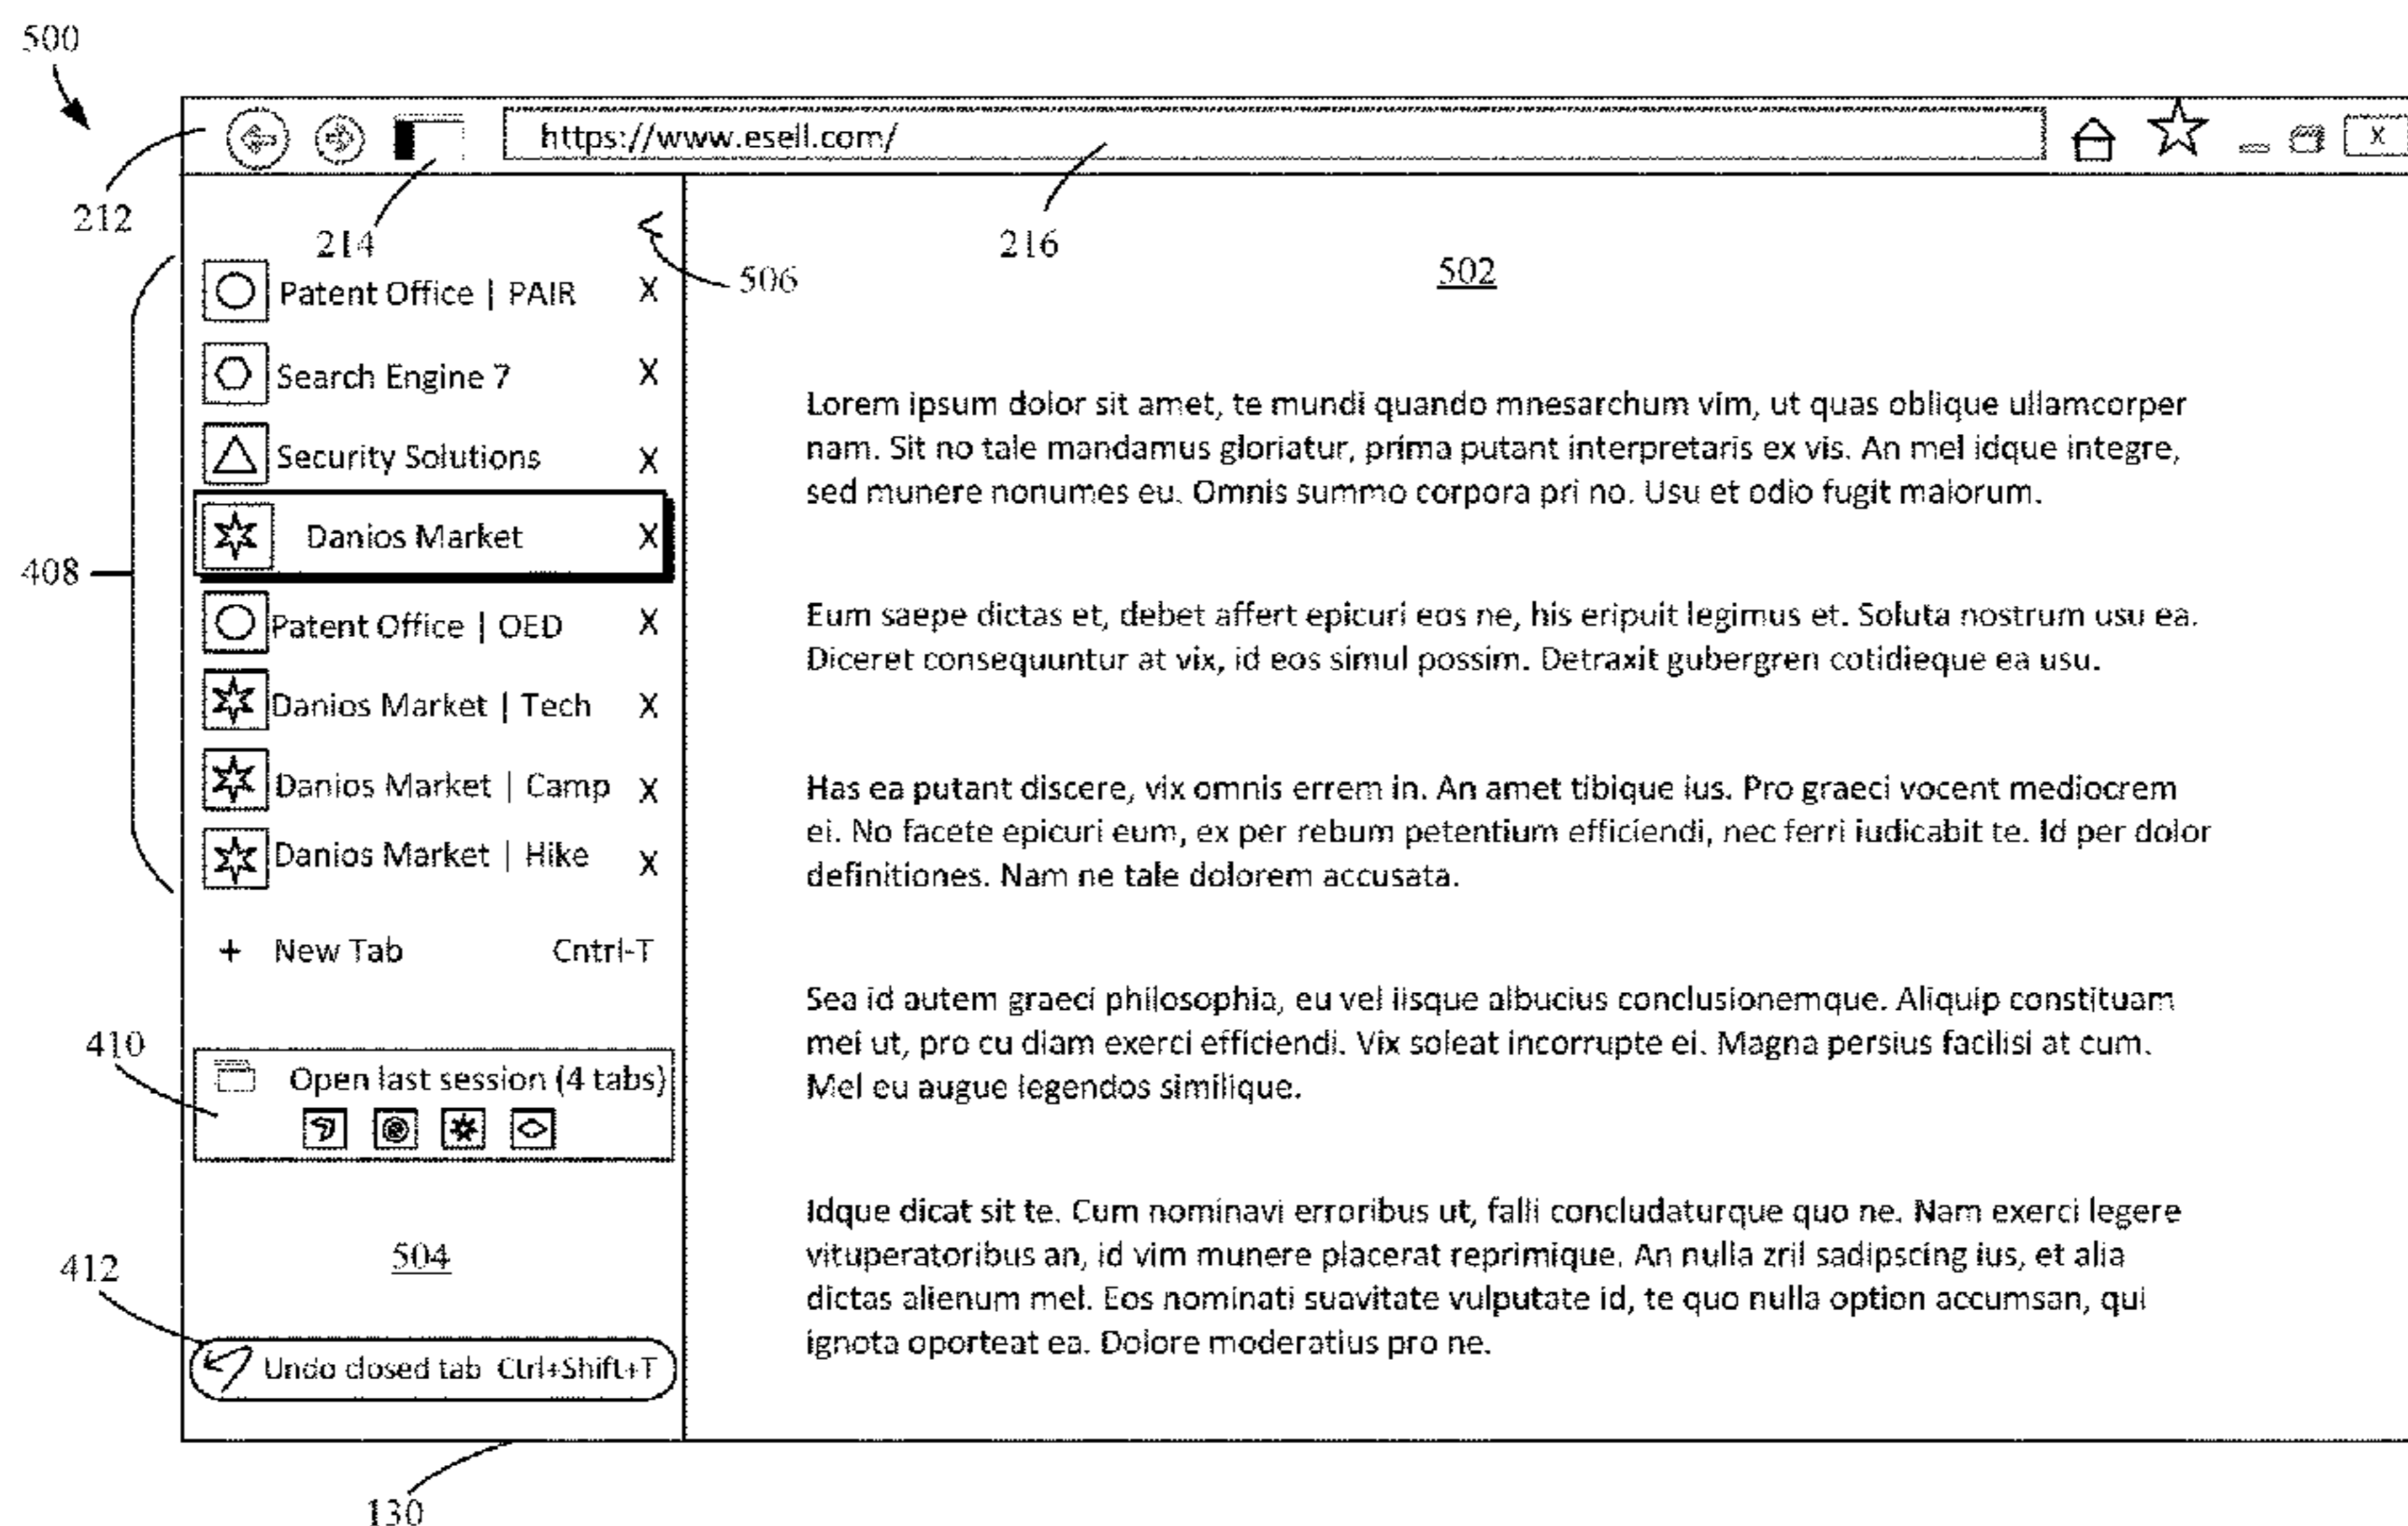 500
https://www.esell.com/
X
212
214
216
506
502
Patent Office | PAIR X
Search Engine 7 X
Security Solutions X
Danios Market X
408
Patent Office | OED X
Danios Market | Tech X
Danios Market | Camp X
Danios Market | Hike X
+ New Tab Cntrl-T
410
Open last session (4 tabs)
504
412
Undo closed tab Ctrl+Shift+T
130
Lorem ipsum dolor sit amet, te mundi quando mnesarchum vim, ut quas oblique ullamcorper
nam. Sit no tale mandamus gloriatur, prima putant interpretaris ex vis. An mel idque integre,
sed munere nonumes eu. Omnis summo corpora pri no. Usu et odio fugit malorum.
Eum saepe dictas et, debet affert epicuri eos ne, his eripuit legimus et. Soluta nostrum usu ea.
Diceret consequuntur at vix, id eos simul possim. Detraxit gubergren cotidieque ea usu.
Has ea putant discere, vix omnis errem in. An amet tibique ius. Pro graeci vocent mediocrem
ei. No facete epicuri eum, ex per rebum petentium efficiendi, nec ferri iudicabit te. Id per dolor
definitiones. Nam ne tale dolorem accusata.
Sea id autem graeci philosophia, eu vel iisque albucius conclusionemque. Aliquip constituam
mei ut, pro cu diam exerci efficiendi. Vix soleat incorrupte ei. Magna persius facilisi at cum.
Mel eu augue legendos similique.
Idque dicat sit te. Cum nominavi erroribus ut, falli concludaturque quo ne. Nam exerci legere
vituperatoribus an, id vim munere placerat reprimique. An nulla zril sadipscing ius, et alia
dictas alienum mel. Eos nominati suavitate vulputate id, te quo nulla option accumsan, qui
ignota oporteat ea. Dolore moderatius pro ne.